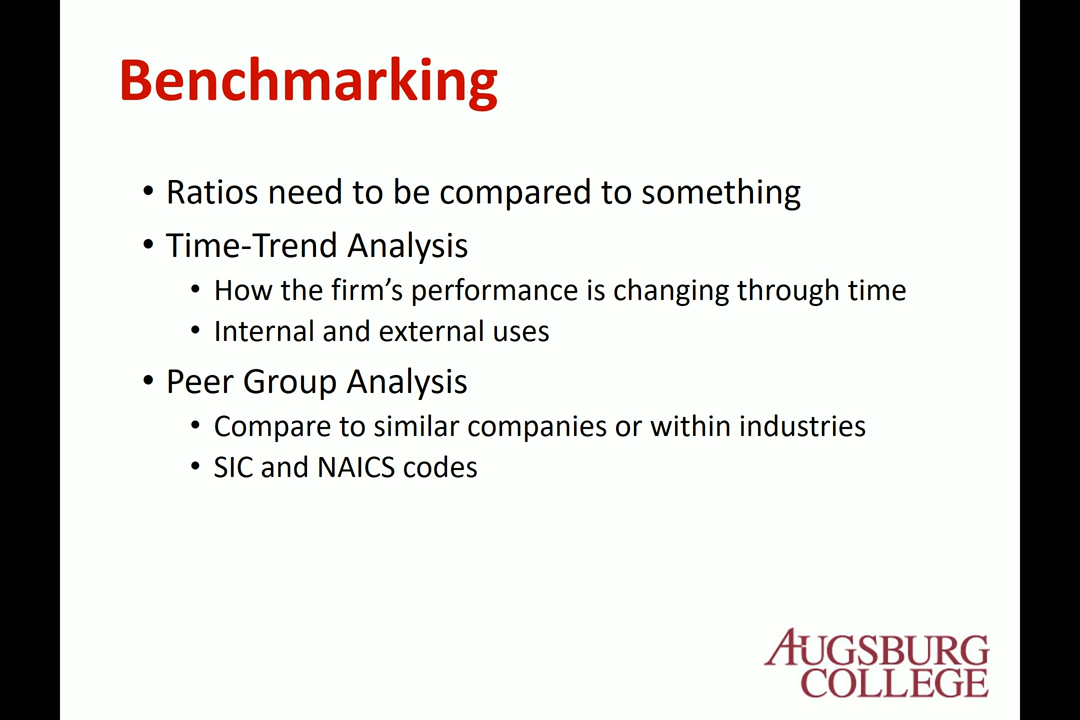 Benchmarking
• Ratios need to be compared to something
• Time-Trend Analysis
• How the firm’s performance is changing through time
• Internal and external uses
• Peer Group Analysis
• Compare to similar companies or within industries
• SIC and NAICS codes
AUGSBURG
COLLEGE